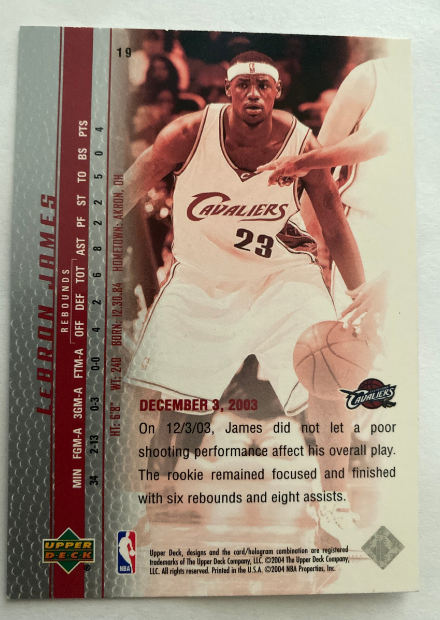 19
LEBRON JAMES
REBOUNDS
MIN FGM-A 3GM-A FTM-A OFF DEF TOT AST PF ST TO BS PTS
34 2-13 0-3 0-0 4 2 6 8 2 2 5 0 4
HT: 6'8" WT: 240 BORN: 12.30.84 HOMETOWN: AKRON, OH
CAVALIERS
23
CAVALIERS
DECEMBER 3, 2003
On 12/3/03, James did not let a poor
shooting performance affect his overall play.
The rookie remained focused and finished
with six rebounds and eight assists.
UPPER
DECK
NBA
Upper Deck, designs and the card/hologram combination are registered
trademarks of The Upper Deck Company, LLC. ©2004 The Upper Deck Company,
LLC. All rights reserved. Printed in the U.S.A. ©2004 NBA Properties, Inc.